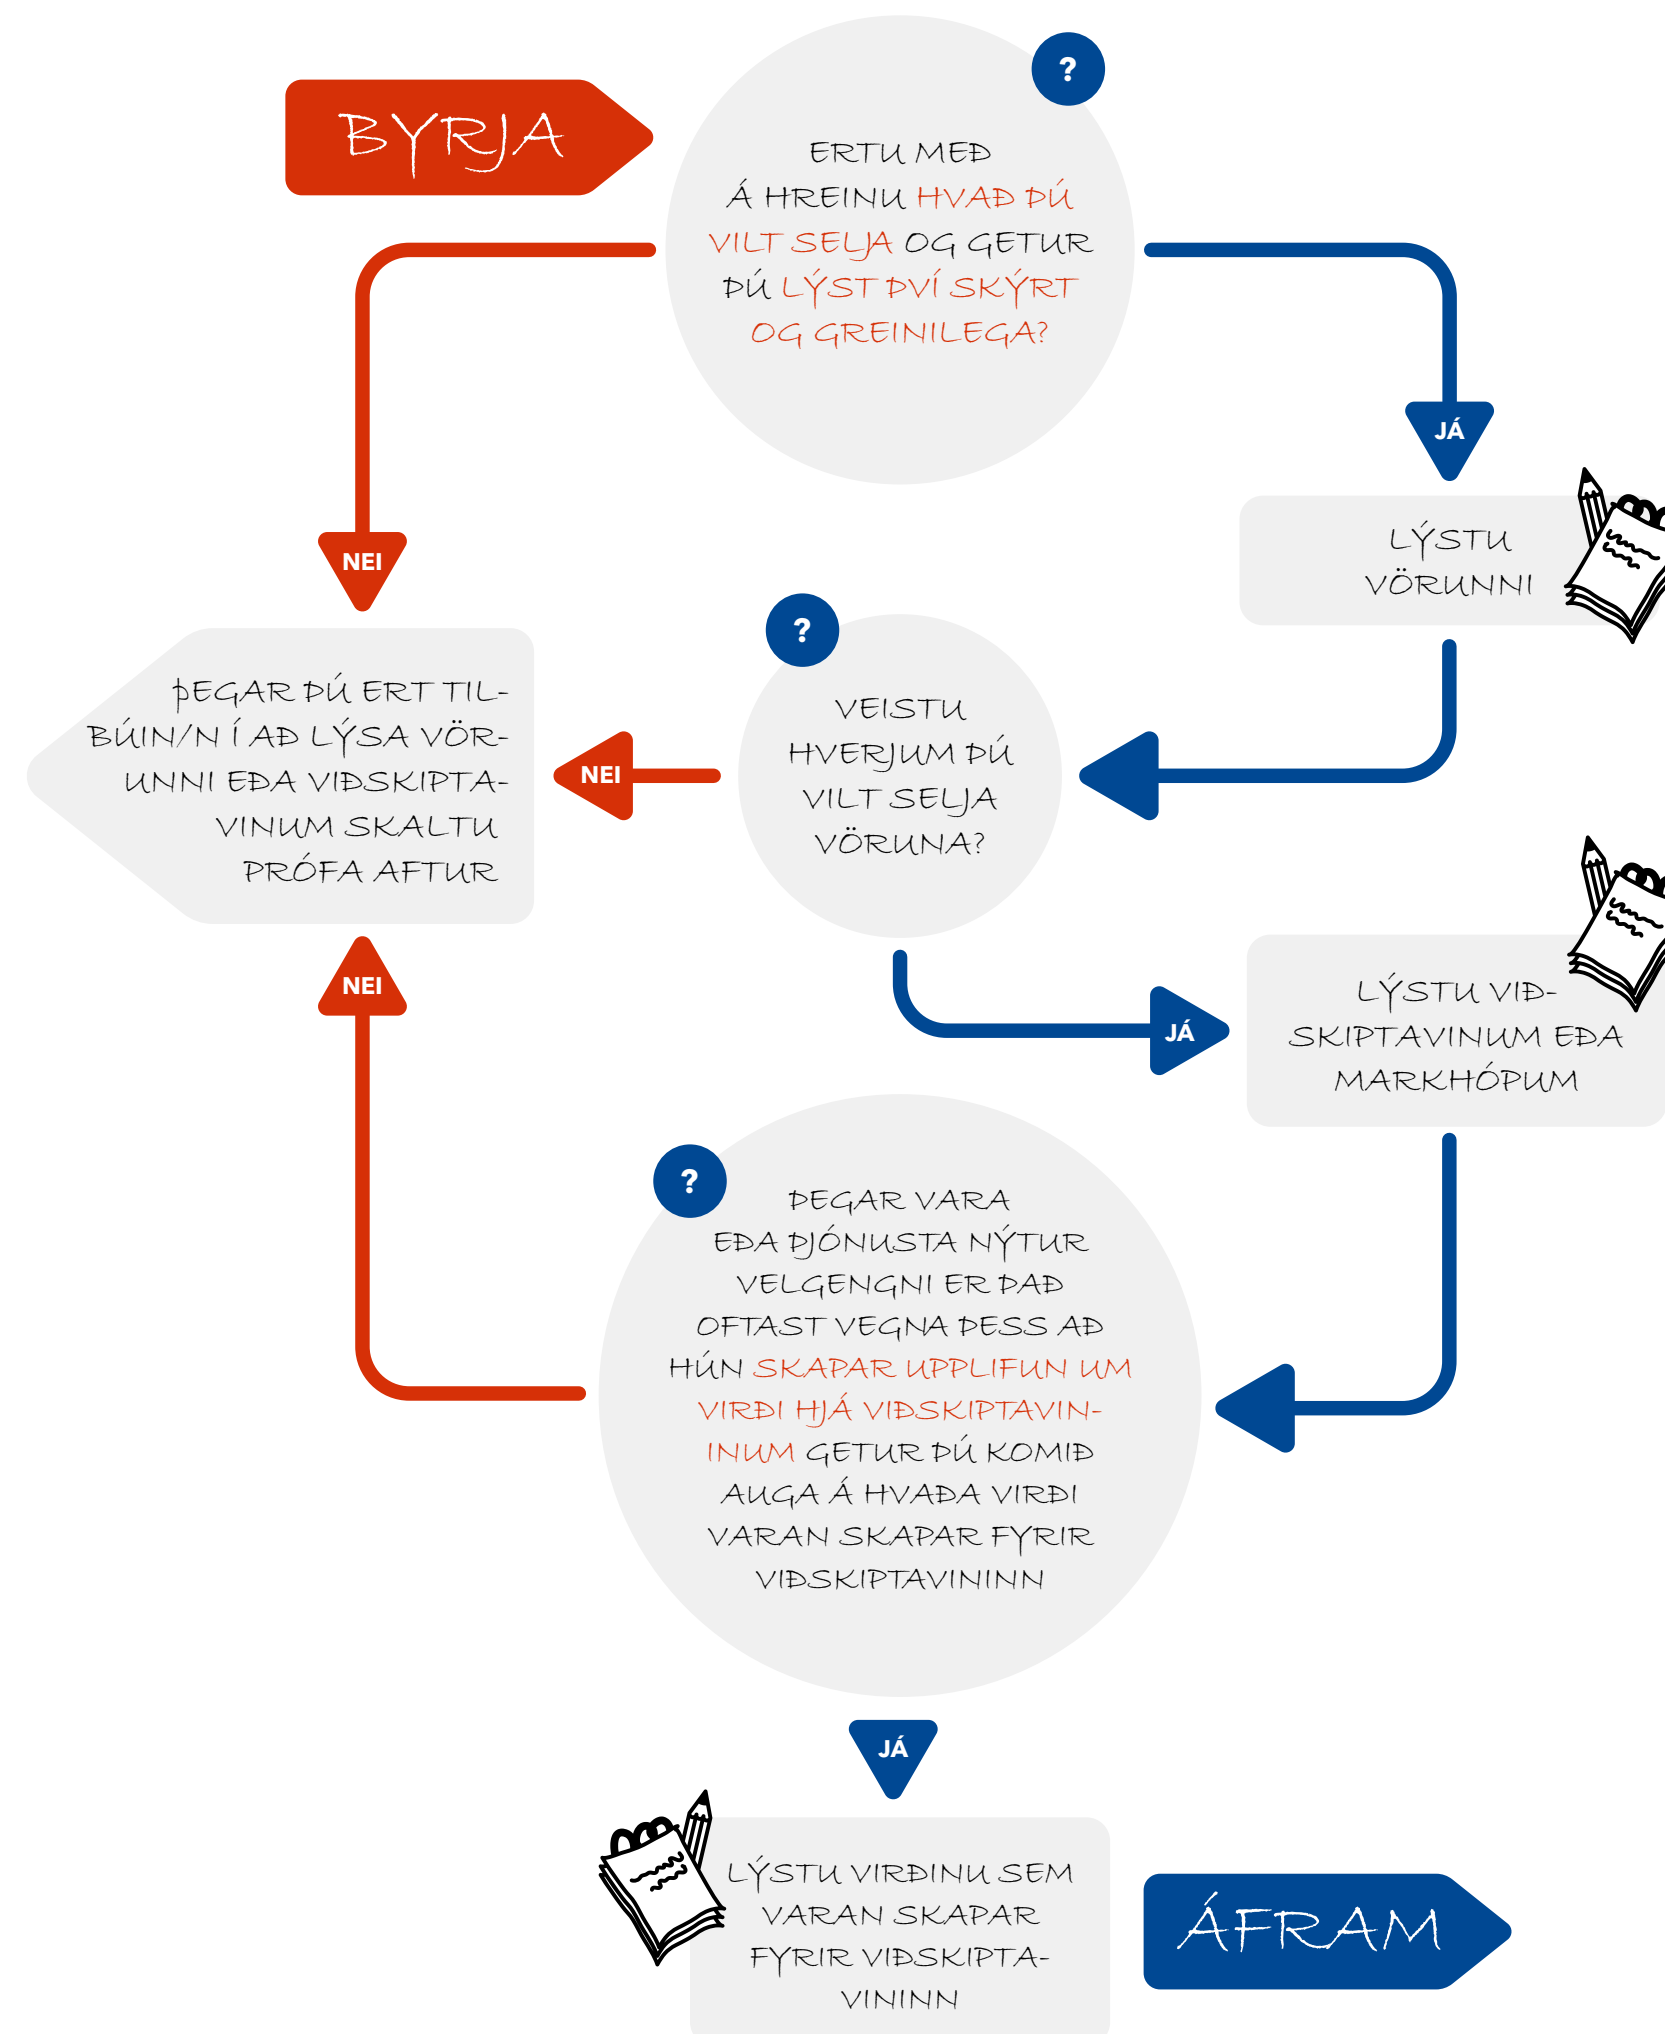 BYRJA
?
ERTU MEÐ
Á HREINU HVAÐ ÞÚ
VILT SELJA OG GETUR
ÞÚ LÝST ÞVÍ SKÝRT
OG GREINILEGA?
JÁ
NEI
LÝSTU
VÖRUNNI
?
VEISTU
HVERJUM ÞÚ
VILT SELJA
VÖRUNA?
NEI
ÞEGAR ÞÚ ERT TIL-
BÚIN/N Í AÐ LÝSA VÖR-
UNNI EÐA VIÐSKIPTA-
VINUM SKALTU
PRÓFA AFTUR
NEI
JÁ
LÝSTU VIÐ-
SKIPTAVINUM EÐA
MARKHÓPUM
?
ÞEGAR VARA
EÐA ÞJÓNUSTA NÝTUR
VELGENGNI ER ÞAÐ
OFTAST VEGNA ÞESS AÐ
HÚN SKAPAR UPPLIFUN UM
VIRÐI HJÁ VIÐSKIPTAVIN-
INUM GETUR ÞÚ KOMIÐ
AUGA Á HVAÐA VIRÐI
VARAN SKAPAR FYRIR
VIÐSKIPTAVININN
JÁ
LÝSTU VIRÐINU SEM
VARAN SKAPAR
FYRIR VIÐSKIPTA-
VININN
ÁFRAM